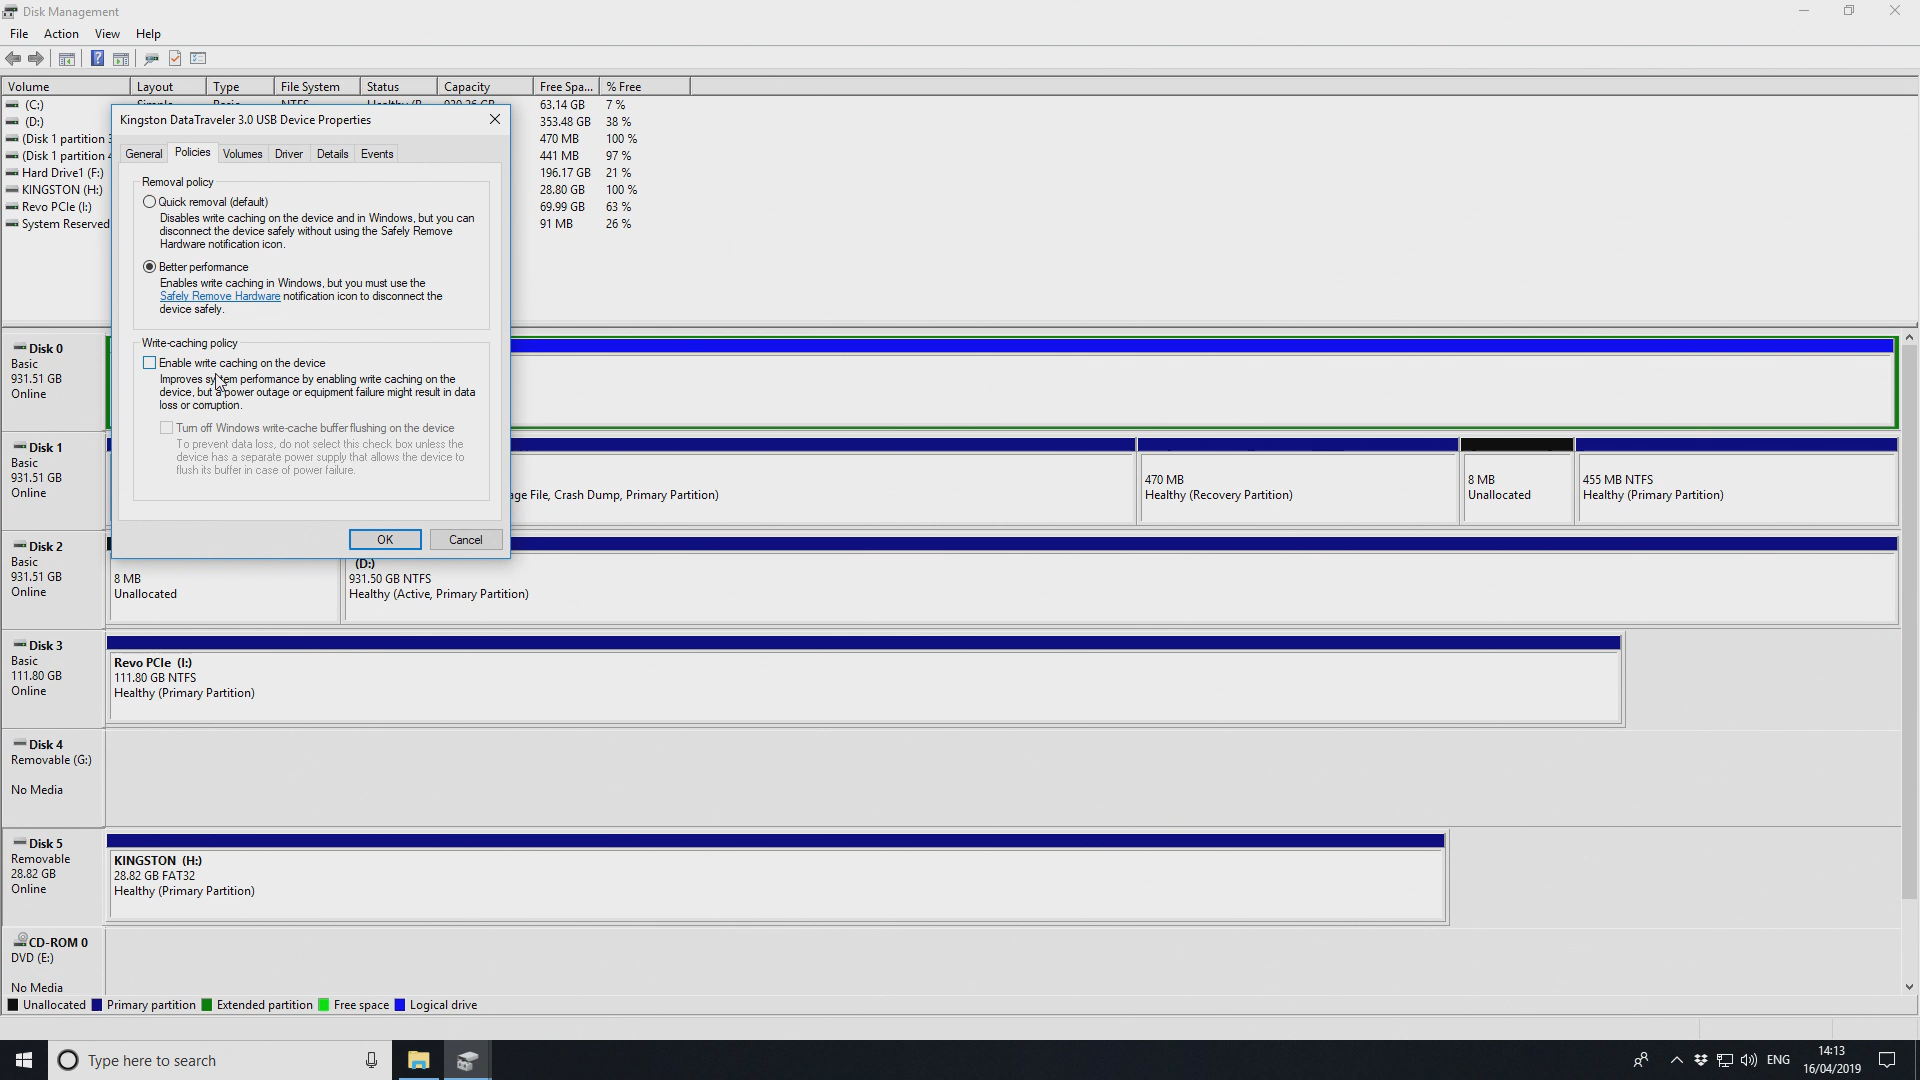 Disk Management
File Action View Help
Volume Layout Type File System Status Capacity Free Spa... % Free
(C:) 63.14 GB 7 %
(D:) 353.48 GB 38 %
(Disk 1 partition 470 MB 100 %
(Disk 1 partition 441 MB 97 %
Hard Drive1 (F:) 196.17 GB 21 %
KINGSTON (H:) 28.80 GB 100 %
Revo PCIe (I:) 69.99 GB 63 %
System Reserved 91 MB 26 %
Kingston DataTraveler 3.0 USB Device Properties
General Policies Volumes Driver Details Events
Removal policy
Quick removal (default)
Disables write caching on the device and in Windows, but you can
disconnect the device safely without using the Safely Remove
Hardware notification icon.
Better performance
Enables write caching in Windows, but you must use the
Safely Remove Hardware notification icon to disconnect the
device safely.
Write-caching policy
Enable write caching on the device
Improves system performance by enabling write caching on the
device, but a power outage or equipment failure might result in data
loss or corruption.
Turn off Windows write-cache buffer flushing on the device
To prevent data loss, do not select this check box unless the
device has a separate power supply that allows the device to
flush its buffer in case of power failure.
OK Cancel
Disk 0
Basic
931.51 GB
Online
Disk 1
Basic
931.51 GB
Online
age File, Crash Dump, Primary Partition)
470 MB
Healthy (Recovery Partition)
8 MB
Unallocated
455 MB NTFS
Healthy (Primary Partition)
Disk 2
Basic
931.51 GB
Online
8 MB
Unallocated
(D:)
931.50 GB NTFS
Healthy (Active, Primary Partition)
Disk 3
Basic
111.80 GB
Online
Revo PCIe (I:)
111.80 GB NTFS
Healthy (Primary Partition)
Disk 4
Removable (G:)
No Media
Disk 5
Removable
28.82 GB
Online
KINGSTON (H:)
28.82 GB FAT32
Healthy (Primary Partition)
CD-ROM 0
DVD (E:)
No Media
Unallocated Primary partition Extended partition Free space Logical drive
Type here to search
ENG
14:13
16/04/2019